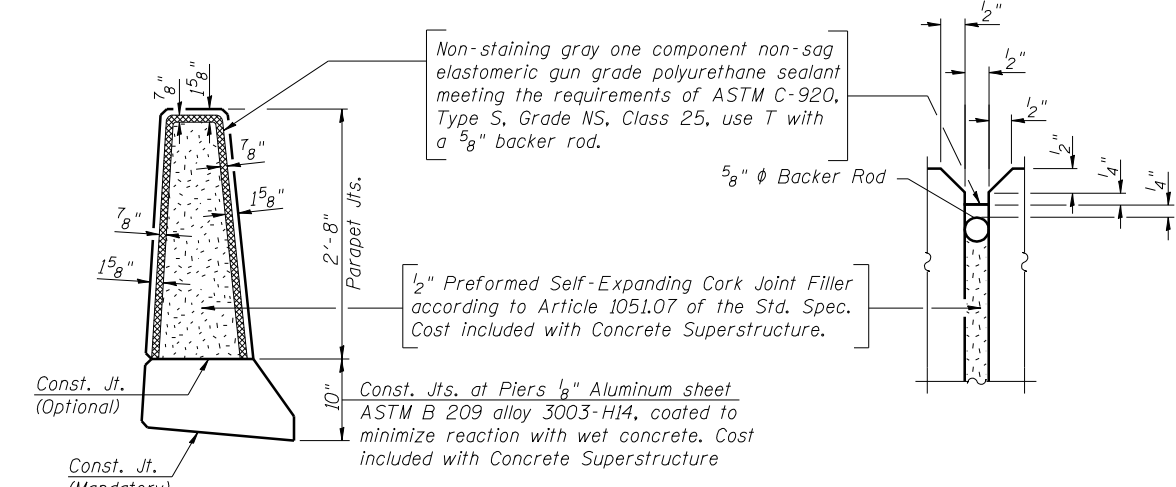 Non-staining gray one component non-sag
elastomeric gun grade polyurethane sealant
meeting the requirements of ASTM C-920,
Type S, Grade NS, Class 25, use T with
a 5/8" backer rod.
1/2"
1/2"
1/2"
1/2"
1/4"
1/4"
5/8" ϕ Backer Rod
7/8"
1 5/8"
7/8"
1 5/8"
7/8"
1 5/8"
2'-8"
Parapet Jts.
1/2" Preformed Self-Expanding Cork Joint Filler
according to Article 1051.07 of the Std. Spec.
Cost included with Concrete Superstructure.
Const. Jt.
(Optional)
10"
Const. Jts. at Piers 1/8" Aluminum sheet
ASTM B 209 alloy 3003-H14, coated to
minimize reaction with wet concrete. Cost
included with Concrete Superstructure
Const. Jt.
(Mandatory)